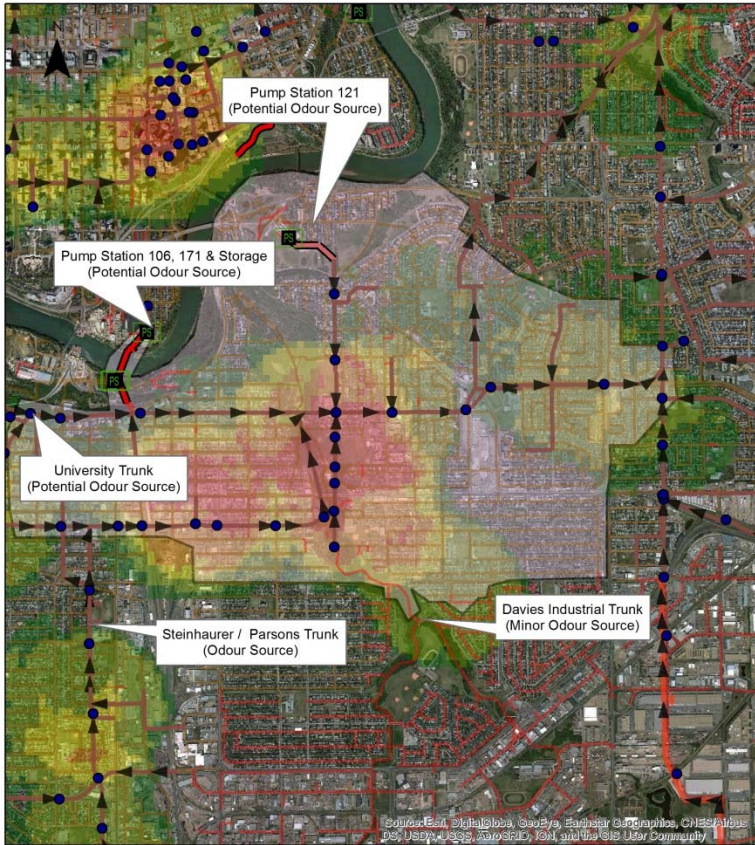 PS
Pump Station 121
(Potential Odour Source)
PS
Pump Station 106, 171 & Storage
(Potential Odour Source)
PS
PS
University Trunk
(Potential Odour Source)
Steinhaurer / Parsons Trunk
(Odour Source)
Davies Industrial Trunk
(Minor Odour Source)
Source: Esri, DigitalGlobe, GeoEye, Earthstar Geographics, CNES/Airbus
DS, USDA, USGS, AeroGRID, IGN, and the GIS User Community